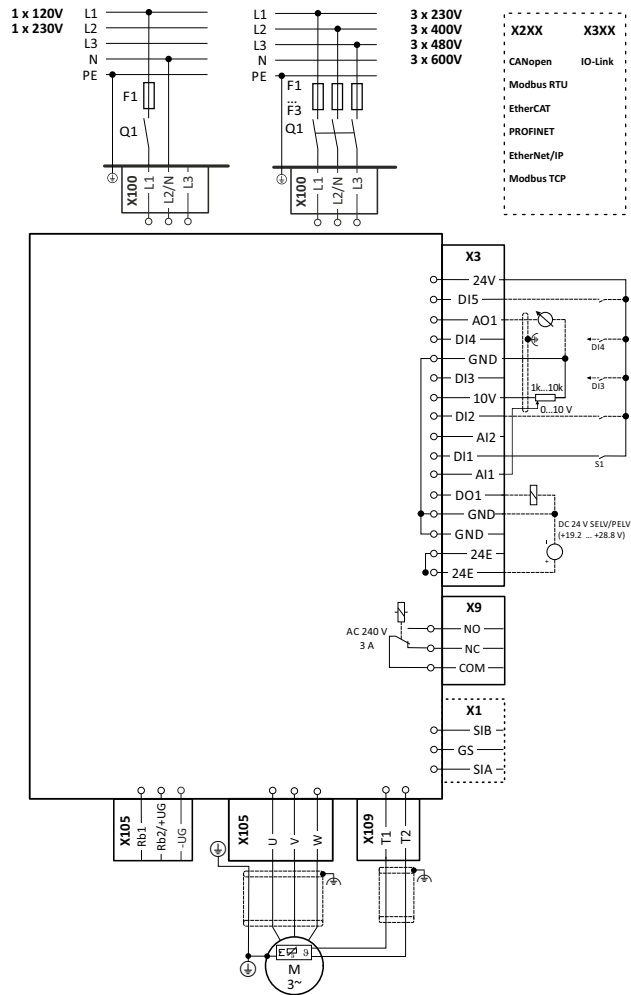 1 x 120V
1 x 230V
L1
L2
L3
N
PE
F1
Q1
X100
L1
L2/N
L3
L1
L2
L3
N
PE
3 x 230V
3 x 400V
3 x 480V
3 x 600V
F1
...
F3
Q1
X100
L1
L2/N
L3
X2XX X3XX
CANopen IO-Link
Modbus RTU
EtherCAT
PROFINET
EtherNet/IP
Modbus TCP
X3
24V
DI5
AO1
DI4
DI4
GND
DI3
DI3
10V
1k...10k
DI2
0...10 V
AI2
DI1
S1
AI1
DO1
GND
DC 24 V SELV/PELV
(+19.2 ... +28.8 V)
GND
24E
24E
X9
NO
NC
COM
AC 240 V
3 A
X1
SIB
GS
SIA
X105
Rb1
Rb2/+UG
-UG
X105
U
V
W
X109
T1
T2
ϑ
M
3~